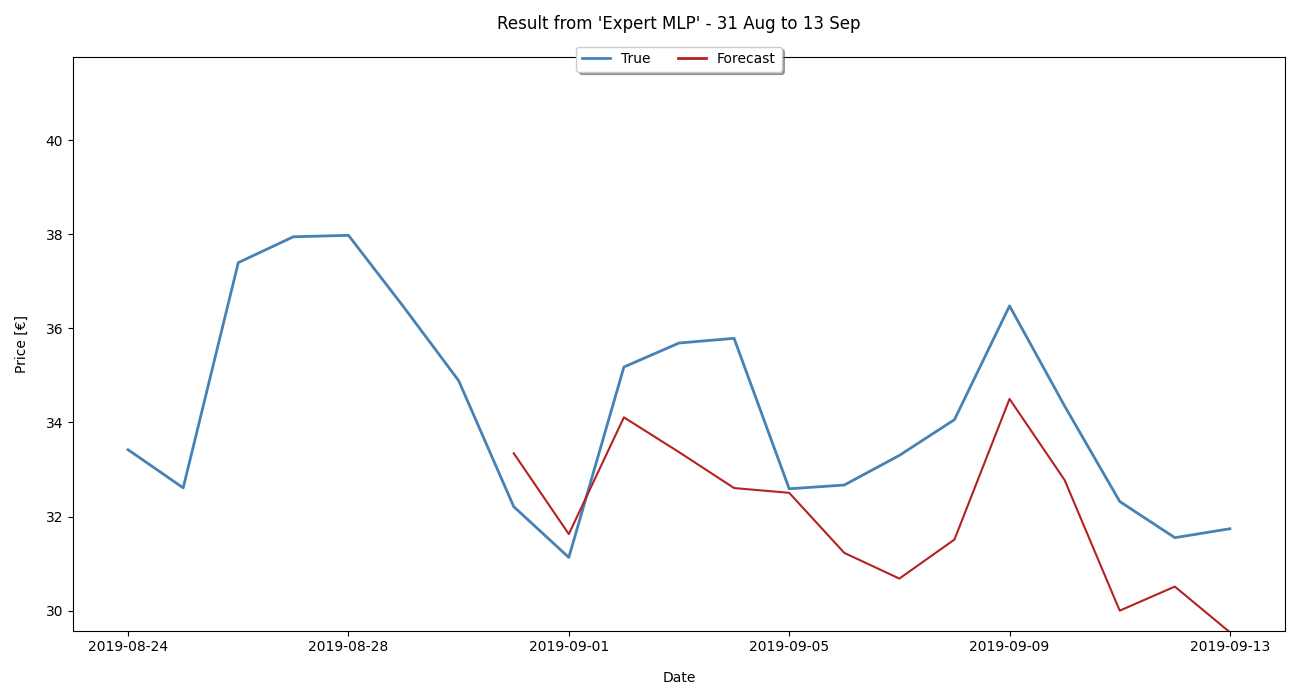 Result from 'Expert MLP' - 31 Aug to 13 Sep
True Forecast
40
38
36
34
32
30
Price [€]
2019-08-24 2019-08-28 2019-09-01 2019-09-05 2019-09-09 2019-09-13
Date